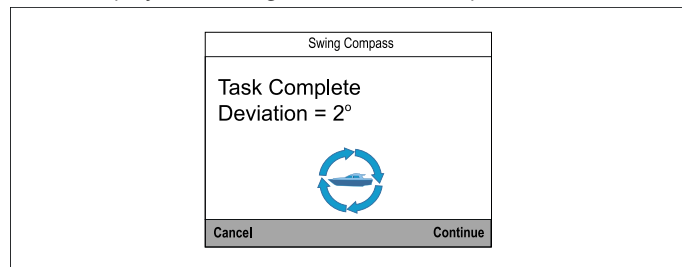 Swing Compass
Task Complete
Deviation = 2°
Cancel Continue